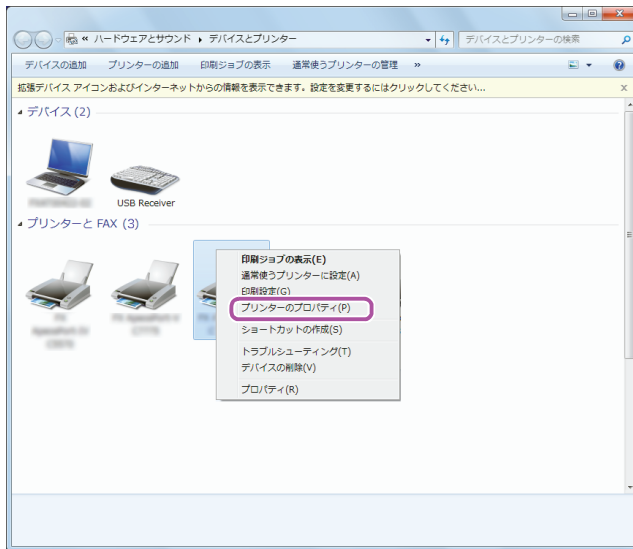 « ハードウェアとサウンド ▸ デバイスとプリンター
デバイスとプリンターの検索
デバイスの追加 プリンターの追加 印刷ジョブの表示 通常使うプリンターの管理 »
拡張デバイス アイコンおよびインターネットからの情報を表示できます。設定を変更するにはクリックしてください...
デバイス (2)
USB Receiver
プリンターと FAX (3)
印刷ジョブの表示(E)
通常使うプリンターに設定(A)
印刷設定(G)
プリンターのプロパティ(P)
ショートカットの作成(S)
トラブルシューティング(T)
デバイスの削除(V)
プロパティ(R)